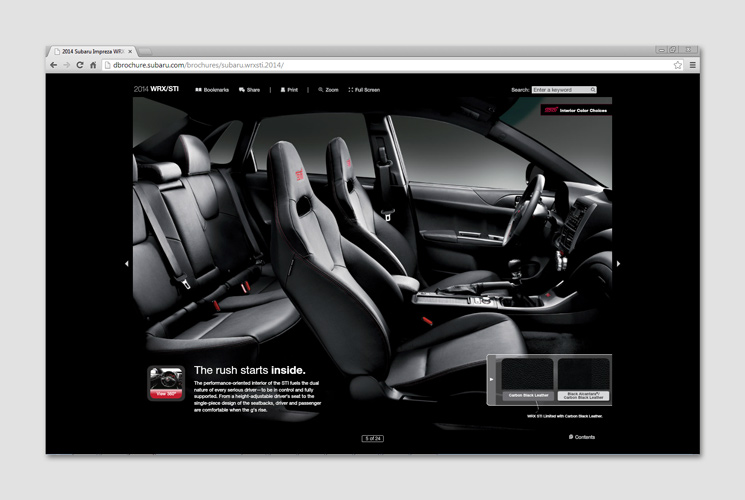 2014 Subaru Impreza WRX
dbrochure.subaru.com/brochures/subaru.wrxsti.2014/
2014 WRX/STI
Bookmarks
Share
Print
Zoom
Full Screen
Search:
Enter a keyword
STI
Interior Color Choices
View 360°
The rush starts inside.
The performance-oriented interior of the STI fuels the dual
nature of every serious driver—to be in control and fully
supported. From a height-adjustable driver's seat to the
single-piece design of the seatbacks, driver and passenger
are comfortable when the g's rise.
Carbon Black Leather
Black Alcantara®/
Carbon Black Leather
WRX STI Limited with Carbon Black Leather.
5 of 24
Contents